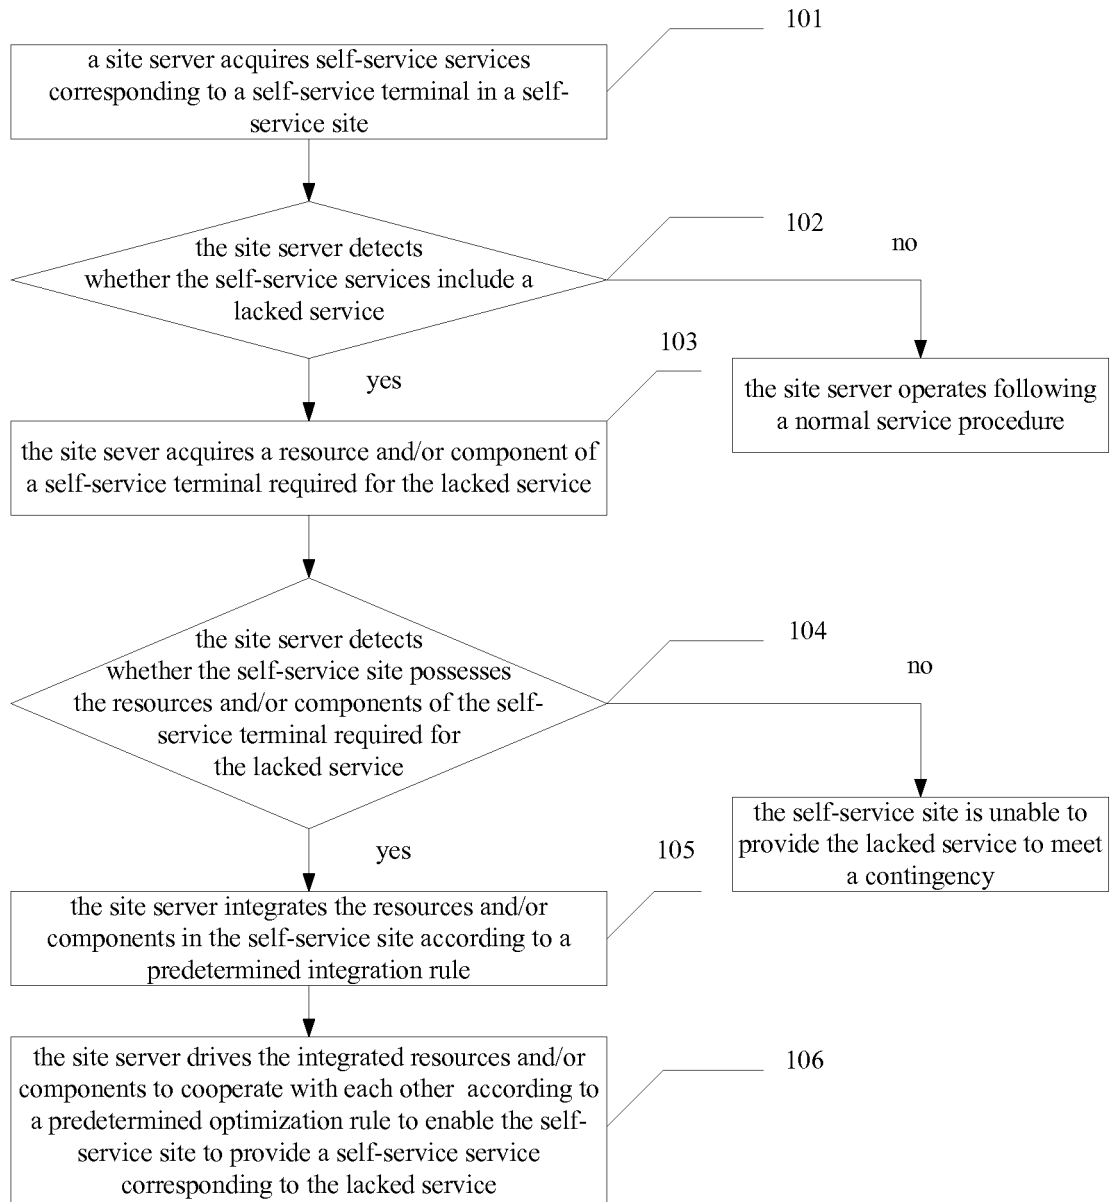 101
a site server acquires self-service services
corresponding to a self-service terminal in a self-
service site
102
no
the site server detects
whether the self-service services include a
lacked service
103
yes
the site server operates following
a normal service procedure
the site sever acquires a resource and/or component of
a self-service terminal required for the lacked service
104
no
the site server detects
whether the self-service site possesses
the resources and/or components of the self-
service terminal required for
the lacked service
the self-service site is unable to
provide the lacked service to meet
a contingency
yes
105
the site server integrates the resources and/or
components in the self-service site according to a
predetermined integration rule
106
the site server drives the integrated resources and/or
components to cooperate with each other according to
a predetermined optimization rule to enable the self-
service site to provide a self-service service
corresponding to the lacked service